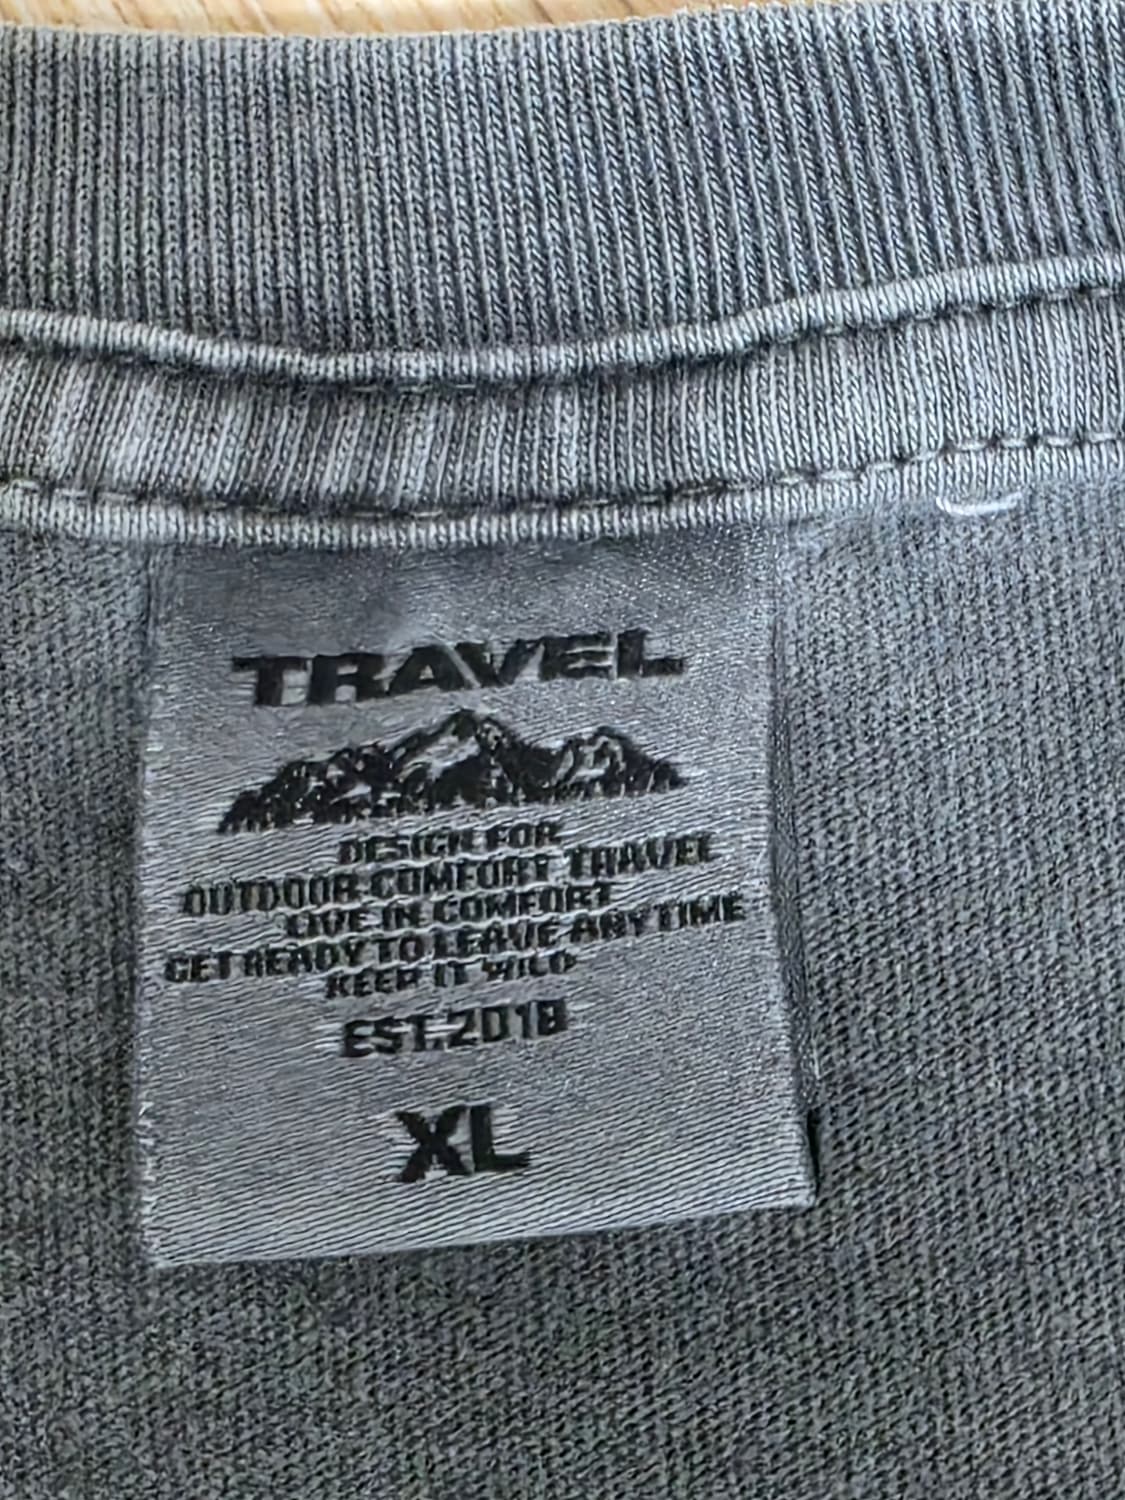 TRAVEL
DESIGN FOR
OUTDOOR COMFORT TRAVEL
LIVE IN COMFORT
GET READY TO LEAVE ANYTIME
KEEP IT WILD
EST.2018
XL